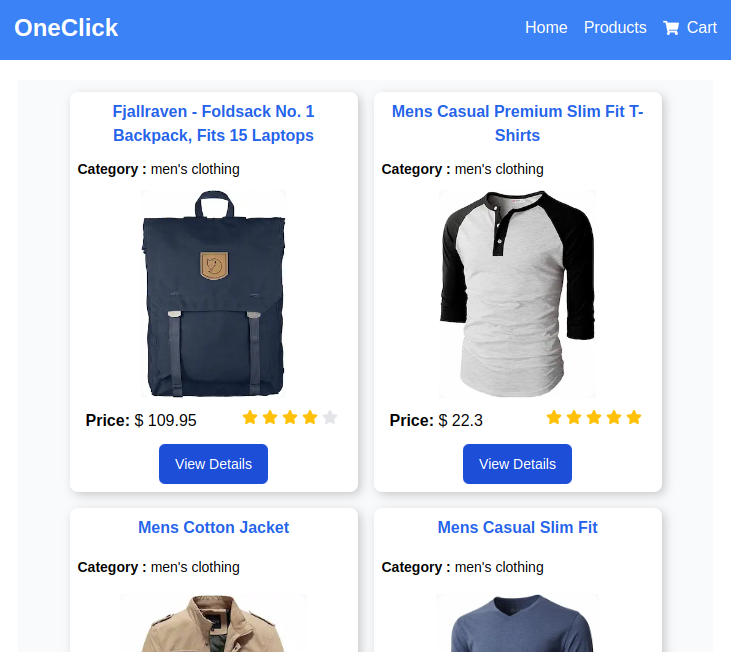 OneClick
Home Products Cart
Fjallraven - Foldsack No. 1
Backpack, Fits 15 Laptops
Category : men's clothing
Price: $ 109.95
View Details
Mens Casual Premium Slim Fit T-
Shirts
Category : men's clothing
Price: $ 22.3
View Details
Mens Cotton Jacket
Category : men's clothing
Mens Casual Slim Fit
Category : men's clothing